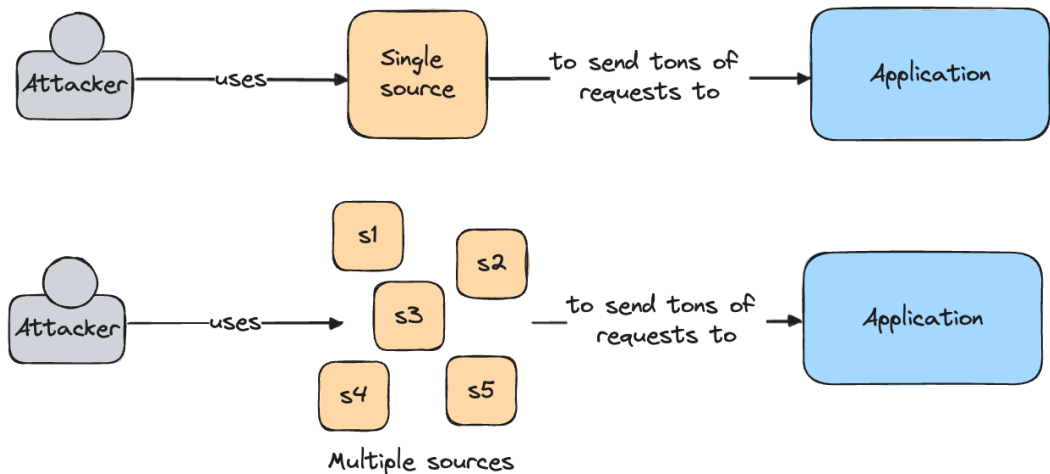 Attacker
uses
Single
source
to send tons of
requests to
Application
s1
s2
Attacker
uses
s3
to send tons of
requests to
Application
s4
s5
Multiple sources